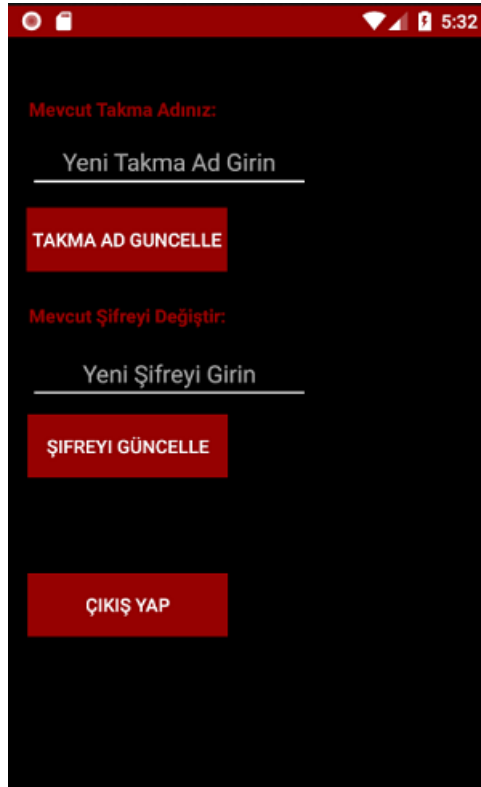 5:32
Mevcut Takma Adınız:
Yeni Takma Ad Girin
TAKMA AD GUNCELLE
Mevcut Şifreyi Değiştir:
Yeni Şifreyi Girin
ŞIFREYI GÜNCELLE
ÇIKIŞ YAP